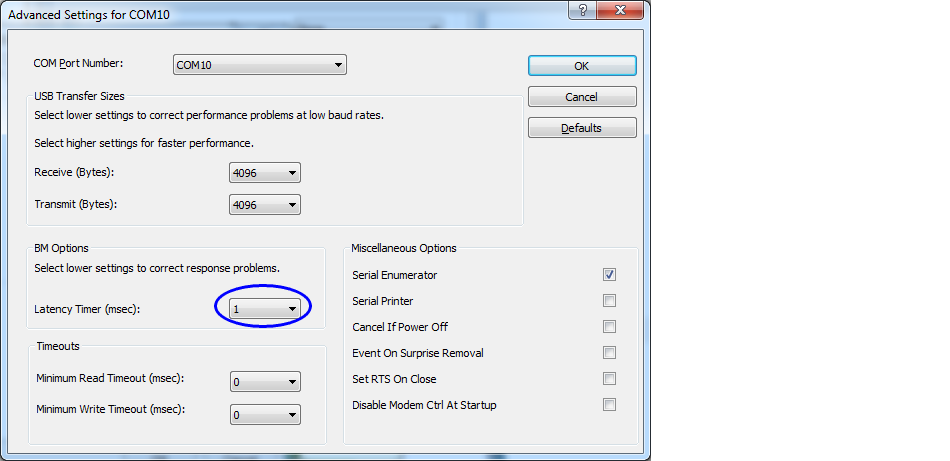 Advanced Settings for COM10
COM Port Number: COM10
OK
Cancel
Defaults
USB Transfer Sizes
Select lower settings to correct performance problems at low baud rates.
Select higher settings for faster performance.
Receive (Bytes): 4096
Transmit (Bytes): 4096
BM Options
Select lower settings to correct response problems.
Latency Timer (msec): 1
Timeouts
Minimum Read Timeout (msec): 0
Minimum Write Timeout (msec): 0
Miscellaneous Options
Serial Enumerator
Serial Printer
Cancel If Power Off
Event On Surprise Removal
Set RTS On Close
Disable Modem Ctrl At Startup